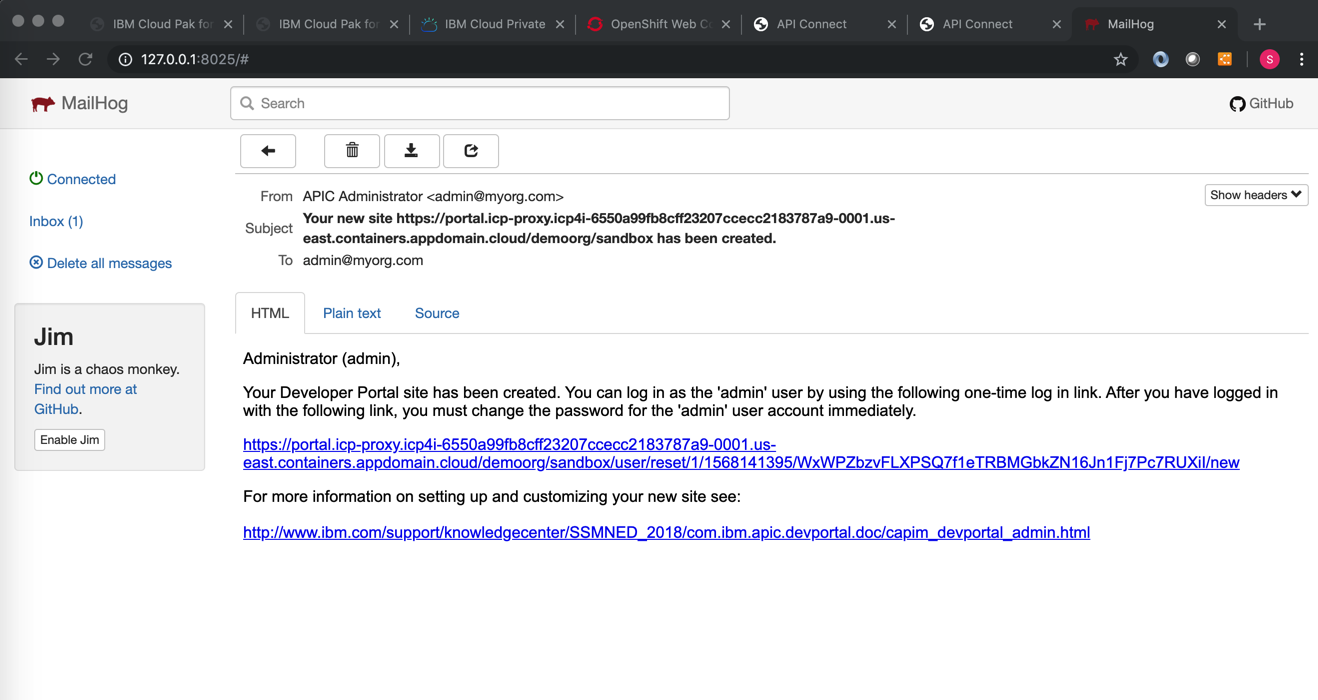 IBM Cloud Pak for
IBM Cloud Pak for
IBM Cloud Private
OpenShift Web Co
API Connect
API Connect
MailHog
127.0.0.1:8025/#
S
MailHog
Search
GitHub
Connected
Inbox (1)
Delete all messages
Jim
Jim is a chaos monkey.
Find out more at
GitHub.
Enable Jim
From APIC Administrator <admin@myorg.com>
Show headers
Subject
Your new site https://portal.icp-proxy.icp4i-6550a99fb8cff23207ccecc2183787a9-0001.us-
east.containers.appdomain.cloud/demoorg/sandbox has been created.
To admin@myorg.com
HTML
Plain text
Source
Administrator (admin),
Your Developer Portal site has been created. You can log in as the 'admin' user by using the following one-time log in link. After you have logged in
with the following link, you must change the password for the 'admin' user account immediately.
https://portal.icp-proxy.icp4i-6550a99fb8cff23207ccecc2183787a9-0001.us-
east.containers.appdomain.cloud/demoorg/sandbox/user/reset/1/1568141395/WxWPZbzvFLXPSQ7f1eTRBMGbkZN16Jn1Fj7Pc7RUXiI/new
For more information on setting up and customizing your new site see:
http://www.ibm.com/support/knowledgecenter/SSMNED_2018/com.ibm.apic.devportal.doc/capim_devportal_admin.html